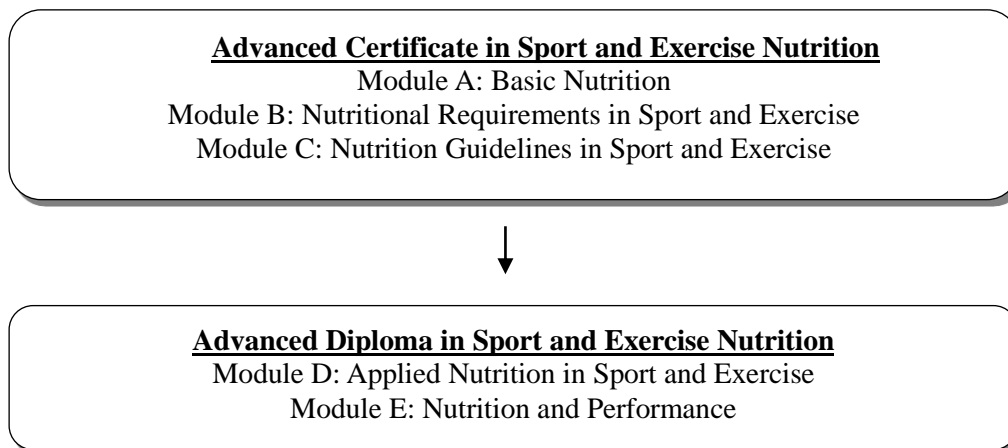 Advanced Certificate in Sport and Exercise Nutrition
Module A: Basic Nutrition
Module B: Nutritional Requirements in Sport and Exercise
Module C: Nutrition Guidelines in Sport and Exercise
Advanced Diploma in Sport and Exercise Nutrition
Module D: Applied Nutrition in Sport and Exercise
Module E: Nutrition and Performance